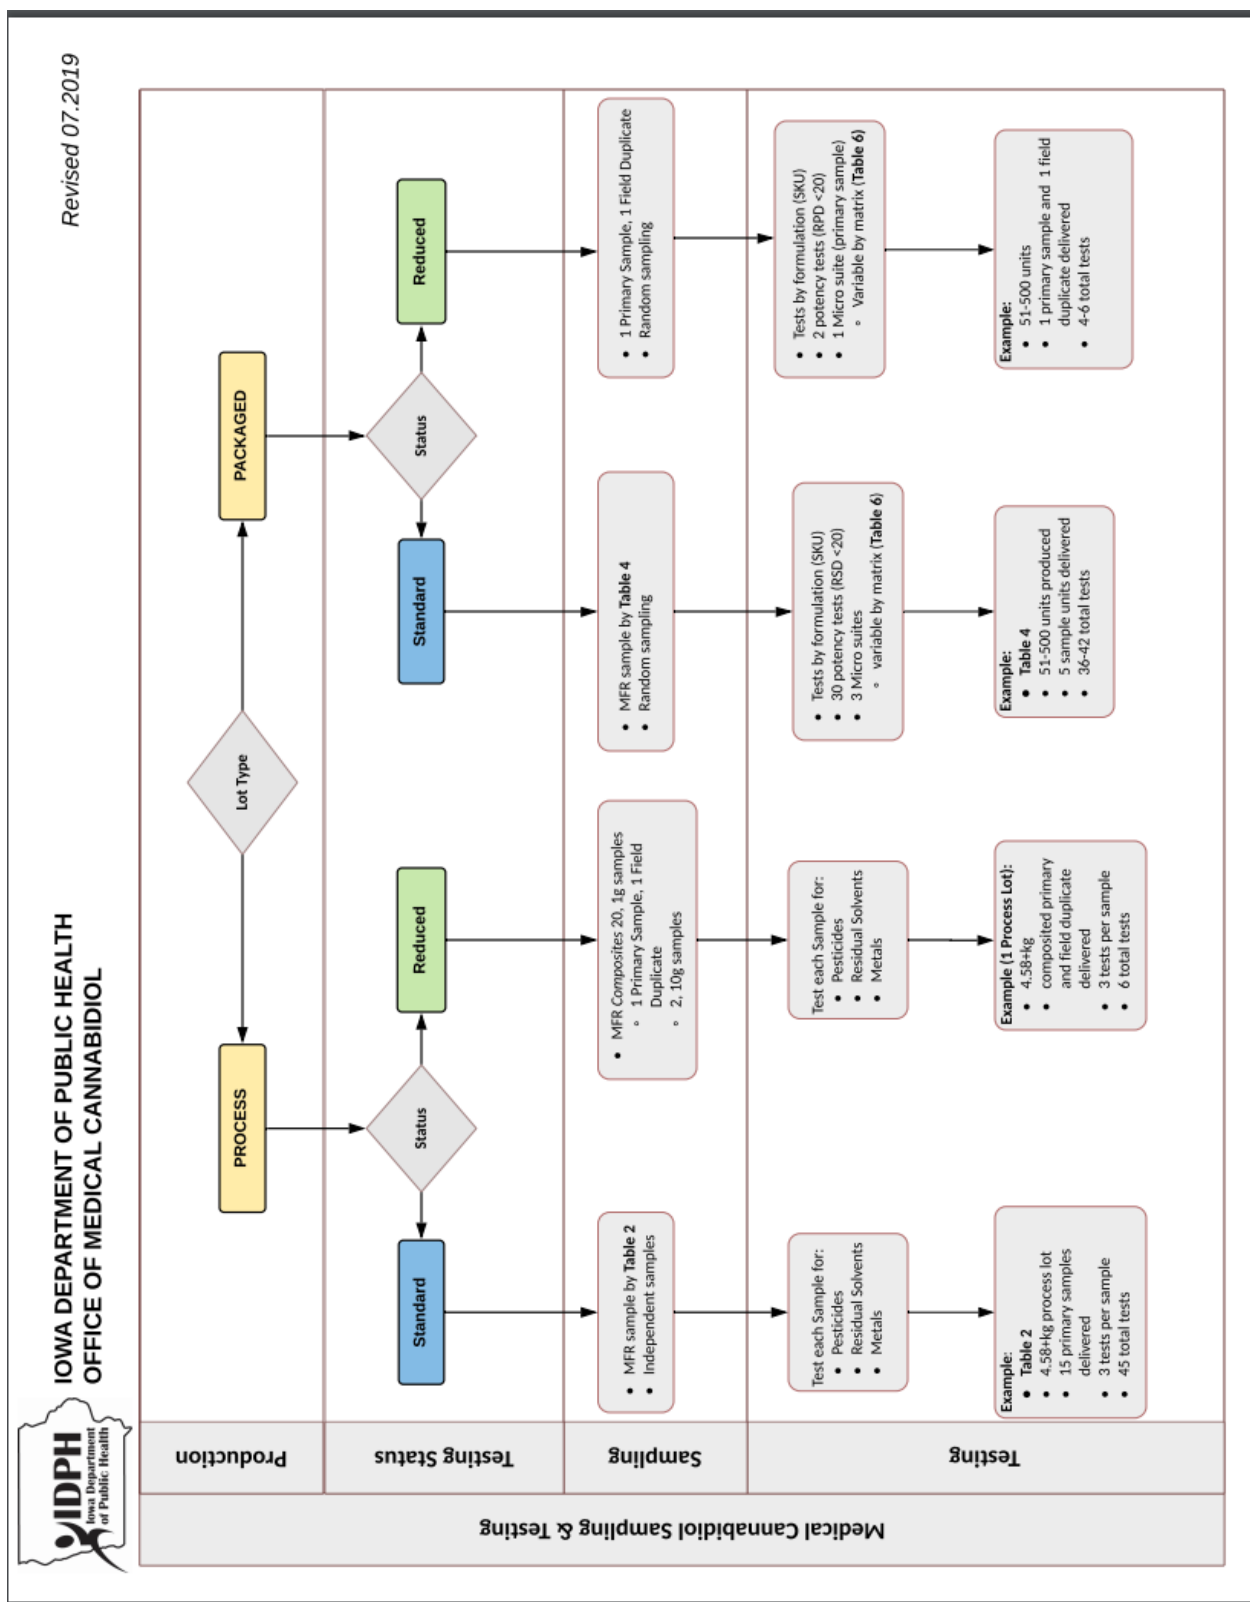 IDPH
Iowa Department
of Public Health
IOWA DEPARTMENT OF PUBLIC HEALTH
OFFICE OF MEDICAL CANNABIDIOL
Revised 07.2019
Medical Cannabidiol Sampling & Testing
Production
Lot Type
PROCESS
PACKAGED
Testing Status
Standard
Status
Reduced
Standard
Status
Reduced
Sampling
• MFR sample by Table 2
• Independent samples
• MFR Composites 20, 1g samples
◦ 1 Primary Sample, 1 Field
Duplicate
◦ 2, 10g samples
• MFR sample by Table 4
• Random sampling
• 1 Primary Sample, 1 Field Duplicate
• Random sampling
Testing
Test each Sample for:
• Pesticides
• Residual Solvents
• Metals
Test each Sample for:
• Pesticides
• Residual Solvents
• Metals
• Tests by formulation (SKU)
• 30 potency tests (RSD <20)
• 3 Micro suites
◦ variable by matrix (Table 6)
• Tests by formulation (SKU)
• 2 potency tests (RPD <20)
• 1 Micro suite (primary sample)
◦ Variable by matrix (Table 6)
Example:
• Table 2
• 4.58+kg process lot
• 15 primary samples
delivered
• 3 tests per sample
• 45 total tests
Example (1 Process Lot):
• 4.58+kg
• composited primary
and field duplicate
delivered
• 3 tests per sample
• 6 total tests
Example:
• Table 4
• 51-500 units produced
• 5 sample units delivered
• 36-42 total tests
Example:
• 51-500 units
• 1 primary sample and 1 field
duplicate delivered
• 4-6 total tests